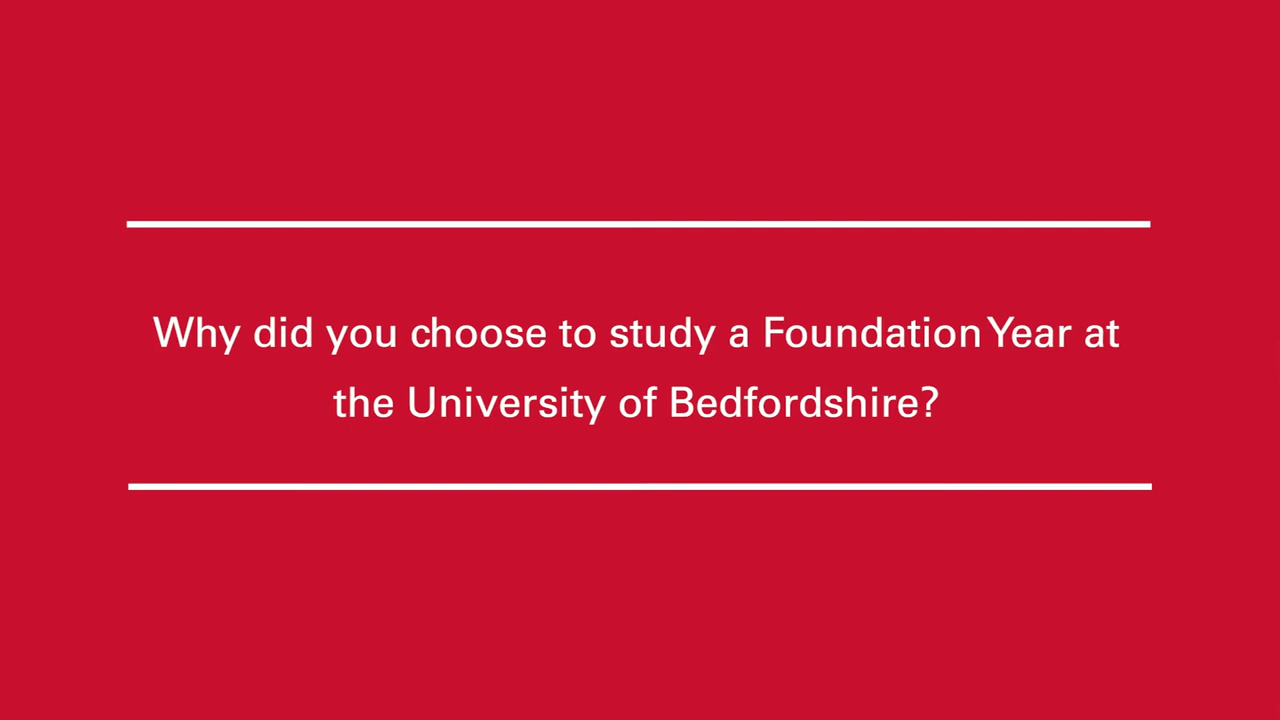 Why did you choose to study a Foundation Year at
the University of Bedfordshire?